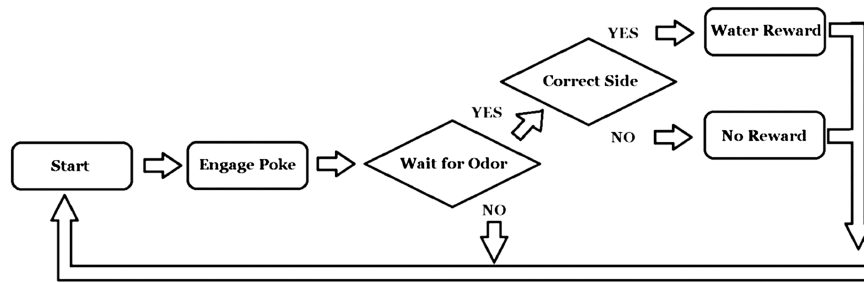 YES
Water Reward
Correct Side
YES
NO
No Reward
Start
Engage Poke
Wait for Odor
NO